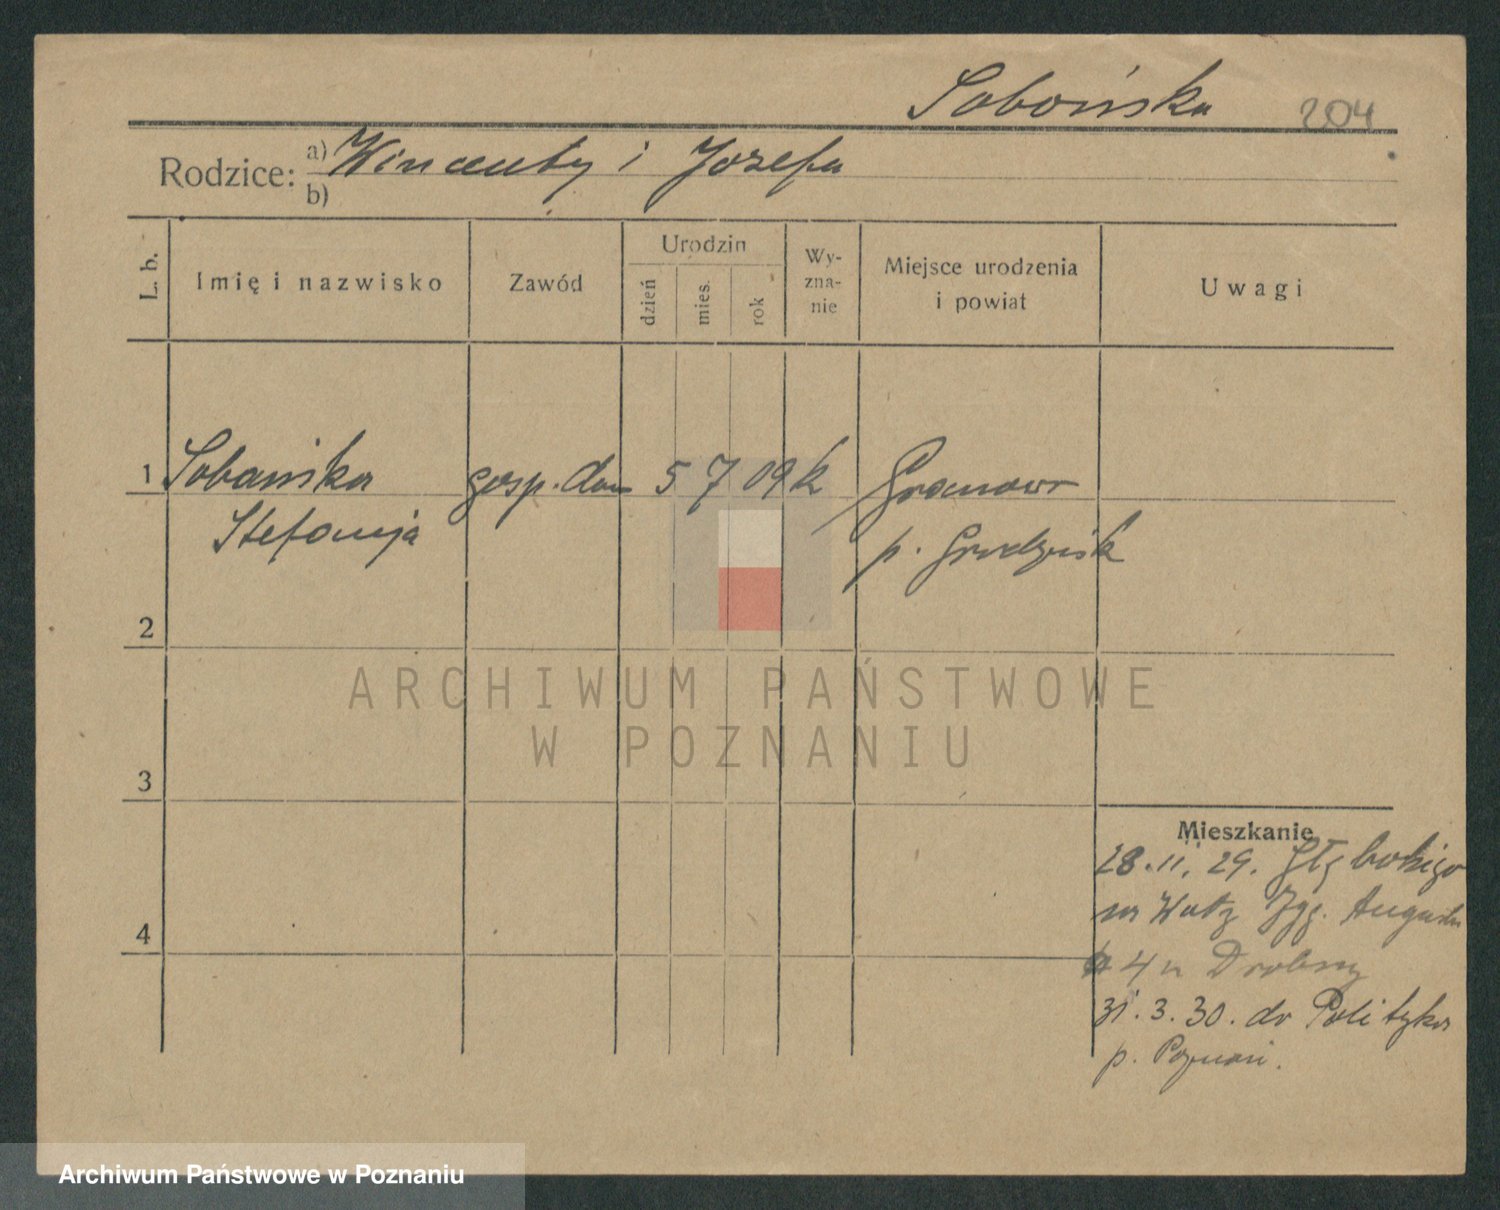 Sobańska 204
Rodzice: a) Wincenty i Józefa
b)
L. b. Imię i nazwisko Zawód Urodzin dzień mies. rok Wy-zna-nie Miejsce urodzenia i powiat Uwagi
1 Sobańska gosp. dom 5 7 09 k Granowo
Stefanja p. Grodzisk
2
3
4
Mieszkanie
28.11.29.
31.3.30. do
p. Poznań.
ARCHIWUM PAŃSTWOWE
W POZNANIU
Archiwum Państwowe w Poznaniu